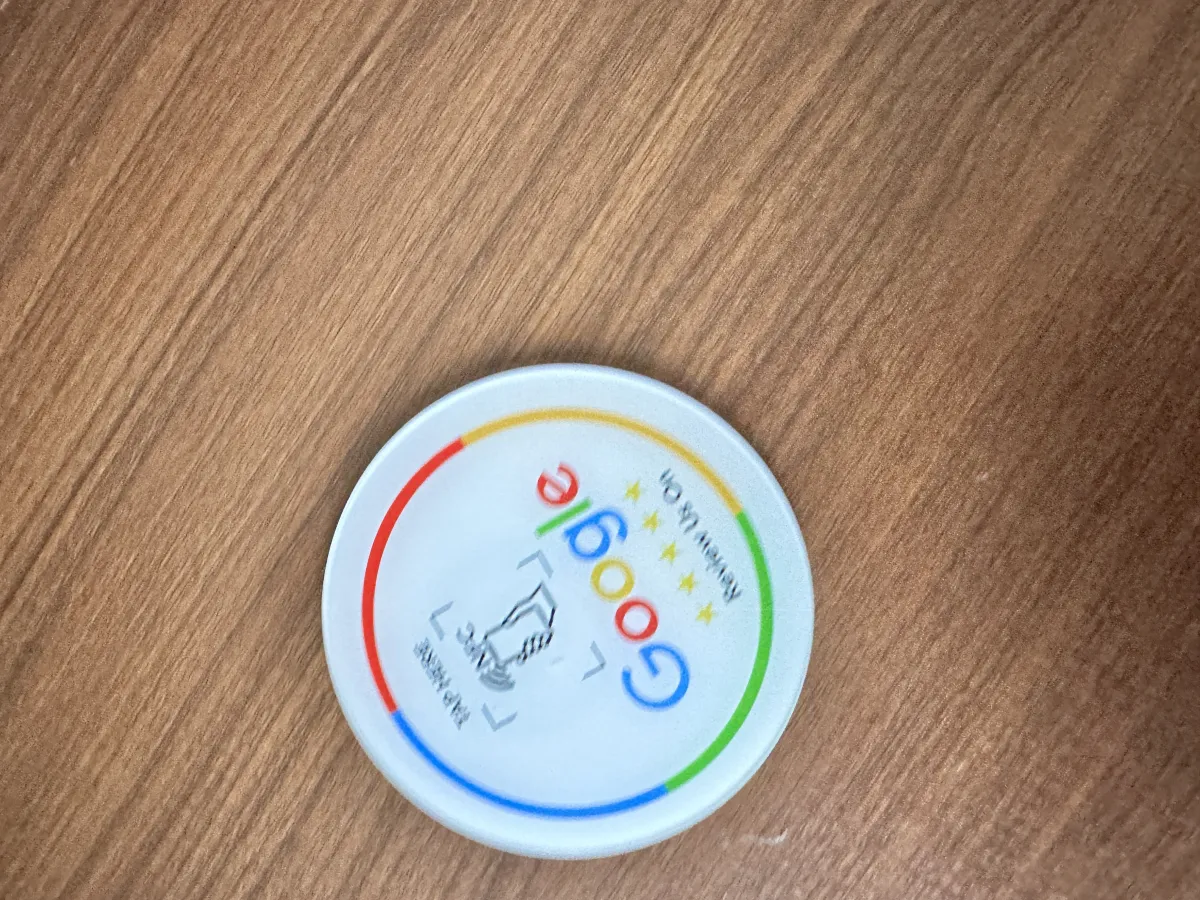 Review Us On
Google
NFC
TAP HERE